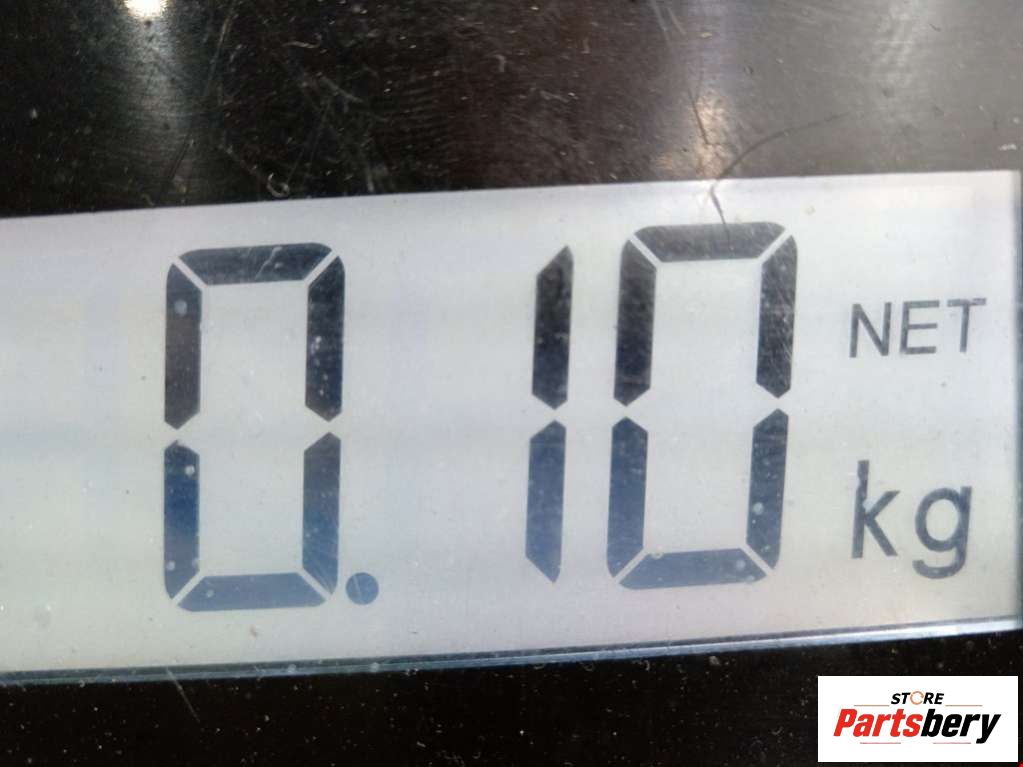 0.10 NET
kg
STORE
Partsbery